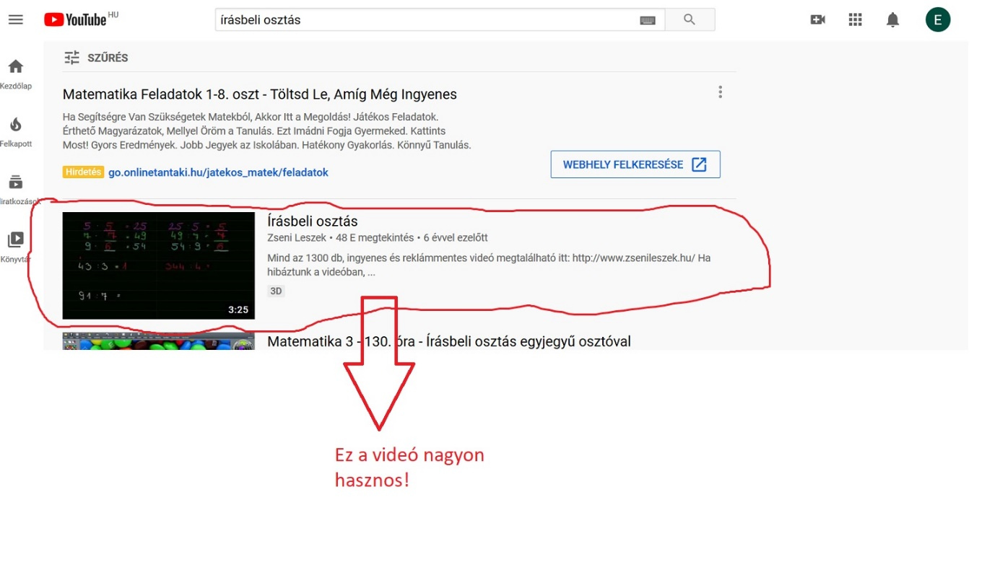 YouTube HU
írásbeli osztás
E
SZŰRÉS
Kezdőlap
Felkapott
liratkozások
Könyvtár
Matematika Feladatok 1-8. oszt - Töltsd Le, Amíg Még Ingyenes
Ha Segítségre Van Szükségetek Matekból, Akkor Itt a Megoldás! Játékos Feladatok.
Érthető Magyarázatok, Mellyel Öröm a Tanulás. Ezt Imádni Fogja Gyermeked. Kattints
Most! Gyors Eredmények. Jobb Jegyek az Iskolában. Hatékony Gyakorlás. Könnyű Tanulás.
Hirdetés go.onlinetantaki.hu/jatekos_matek/feladatok
WEBHELY FELKERESÉSE
5 · 5 = 25 25 : 5 = 5
7 · 7 = 49 49 : 7 = 7
9 · 6 = 54 54 : 9 = 6
43 : 3 = 1 344 : 4 =
91 : 7 =
3:25
Írásbeli osztás
Zseni Leszek • 48 E megtekintés • 6 évvel ezelőtt
Mind az 1300 db, ingyenes és reklámmentes videó megtalálható itt: http://www.zsenileszek.hu/ Ha
hibáztunk a videóban, ...
3D
Matematika 3 - 130. óra - Írásbeli osztás egyjegyű osztóval
Ez a videó nagyon
hasznos!